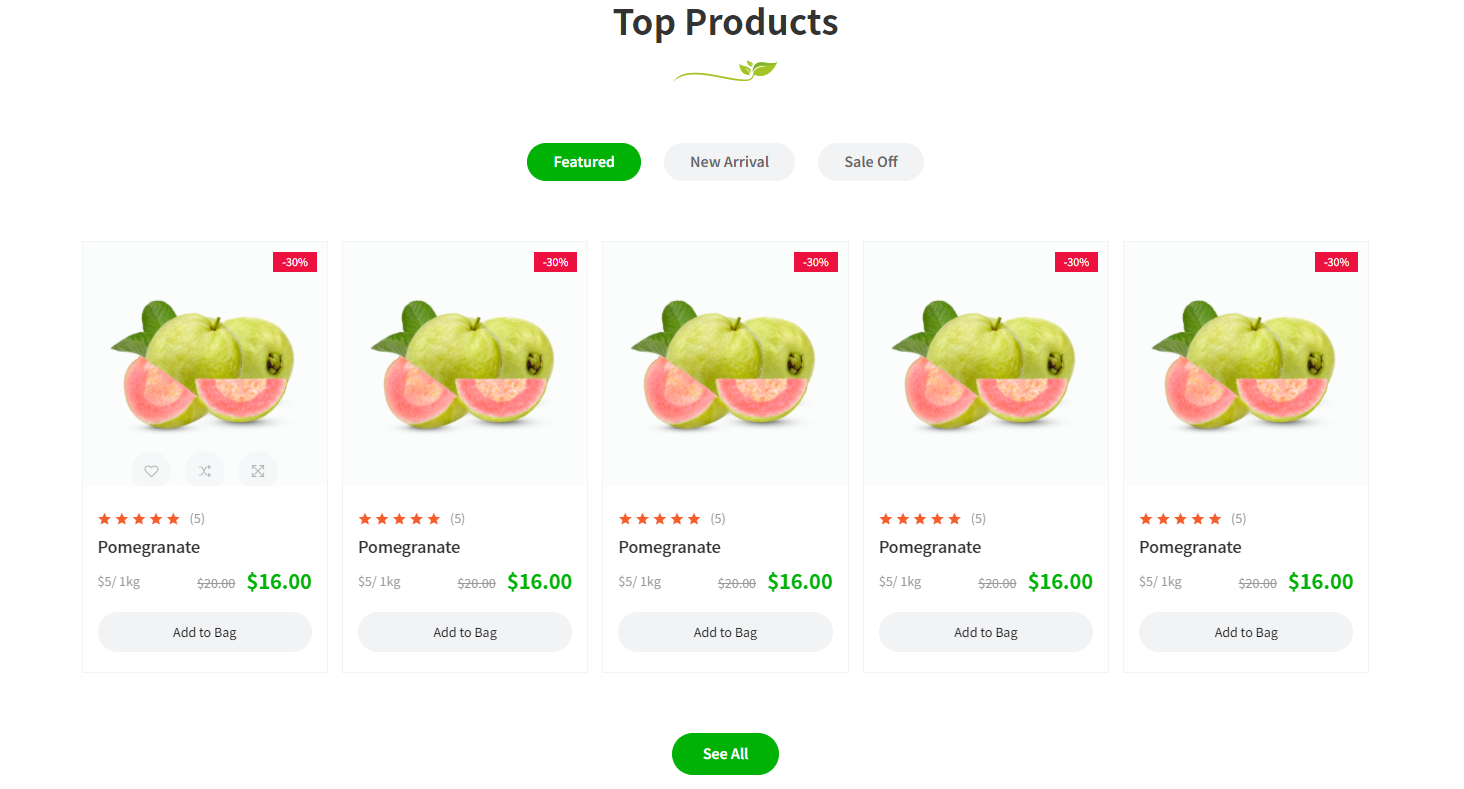 Top Products
Featured New Arrival Sale Off
-30% -30% -30% -30% -30%
(5) (5) (5) (5) (5)
Pomegranate Pomegranate Pomegranate Pomegranate Pomegranate
$5/ 1kg $20.00 $16.00 $5/ 1kg $20.00 $16.00 $5/ 1kg $20.00 $16.00 $5/ 1kg $20.00 $16.00 $5/ 1kg $20.00 $16.00
Add to Bag Add to Bag Add to Bag Add to Bag Add to Bag
See All